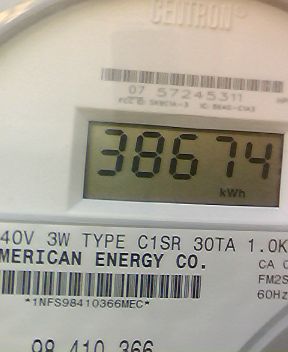 CENTRON®
07 57245311
38674
kWh
40V 3W TYPE C1SR 30TA 1.0K
MERICAN ENERGY CO.
CA 0
FM2S
60Hz
*1NFS98410366MEC*
98 410 366